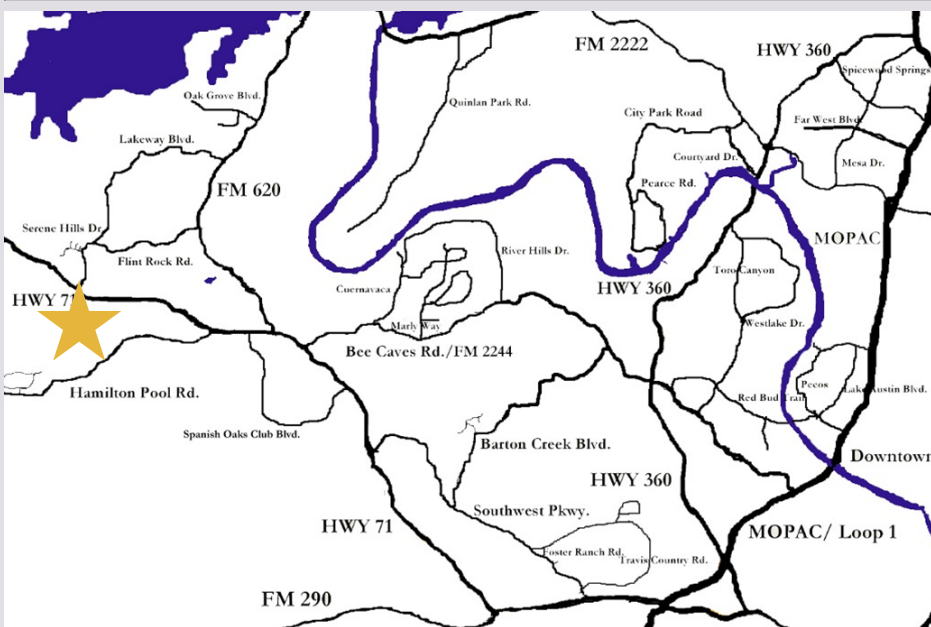 FM 2222
HWY 360
Spicewood Springs
Oak Grove Blvd.
Quinlan Park Rd.
City Park Road
Far West Blvd.
Lakeway Blvd.
Courtyard Dr.
Mesa Dr.
Pearce Rd.
FM 620
Serene Hills Dr.
MOPAC
River Hills Dr.
Flint Rock Rd.
Toro Canyon
Cuernavaca
HWY 360
HWY 71
Marly Way
Westlake Dr.
Bee Caves Rd./FM 2244
Pecos
Lake Austin Blvd.
Hamilton Pool Rd.
Red Bud Trail
Spanish Oaks Club Blvd.
Barton Creek Blvd.
Downtown
HWY 360
Southwest Pkwy.
HWY 71
MOPAC/ Loop 1
Foster Ranch Rd.
Travis Country Rd.
FM 290